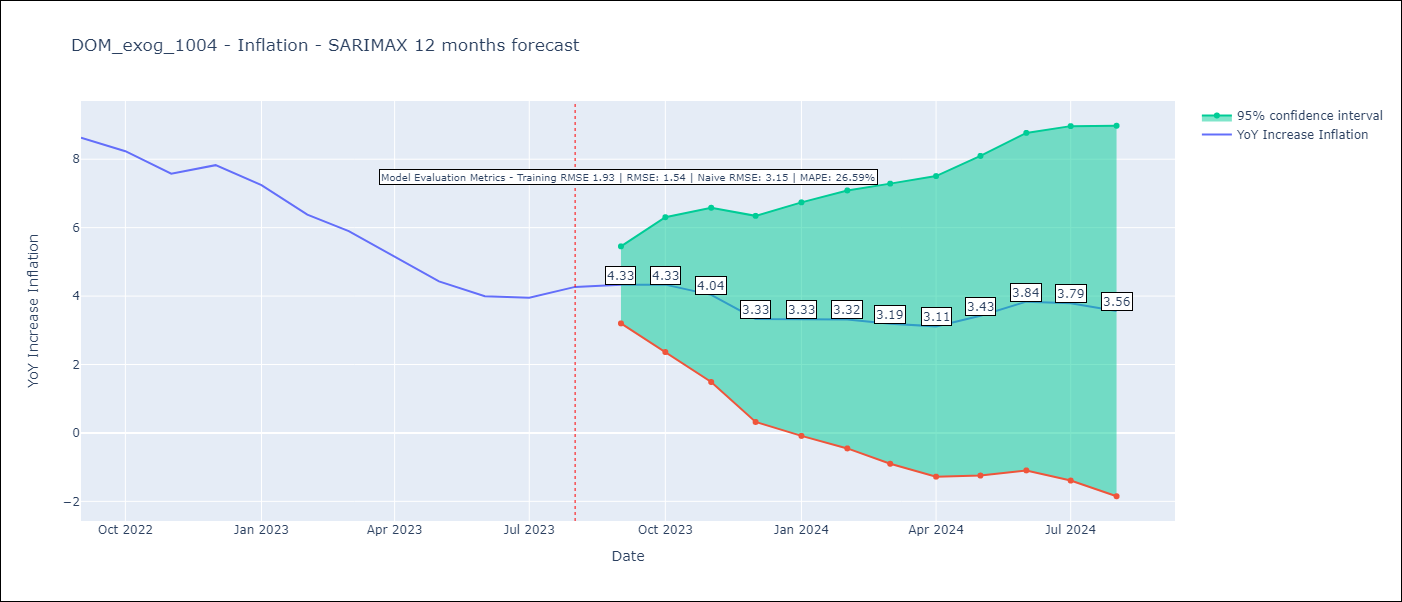 DOM_exog_1004 - Inflation - SARIMAX 12 months forecast
95% confidence interval
YoY Increase Inflation
Model Evaluation Metrics - Training RMSE 1.93 | RMSE: 1.54 | Naive RMSE: 3.15 | MAPE: 26.59%
YoY Increase Inflation
8
6
4
2
0
−2
4.33
4.33
4.04
3.33
3.33
3.32
3.19
3.11
3.43
3.84
3.79
3.56
Oct 2022
Jan 2023
Apr 2023
Jul 2023
Oct 2023
Jan 2024
Apr 2024
Jul 2024
Date